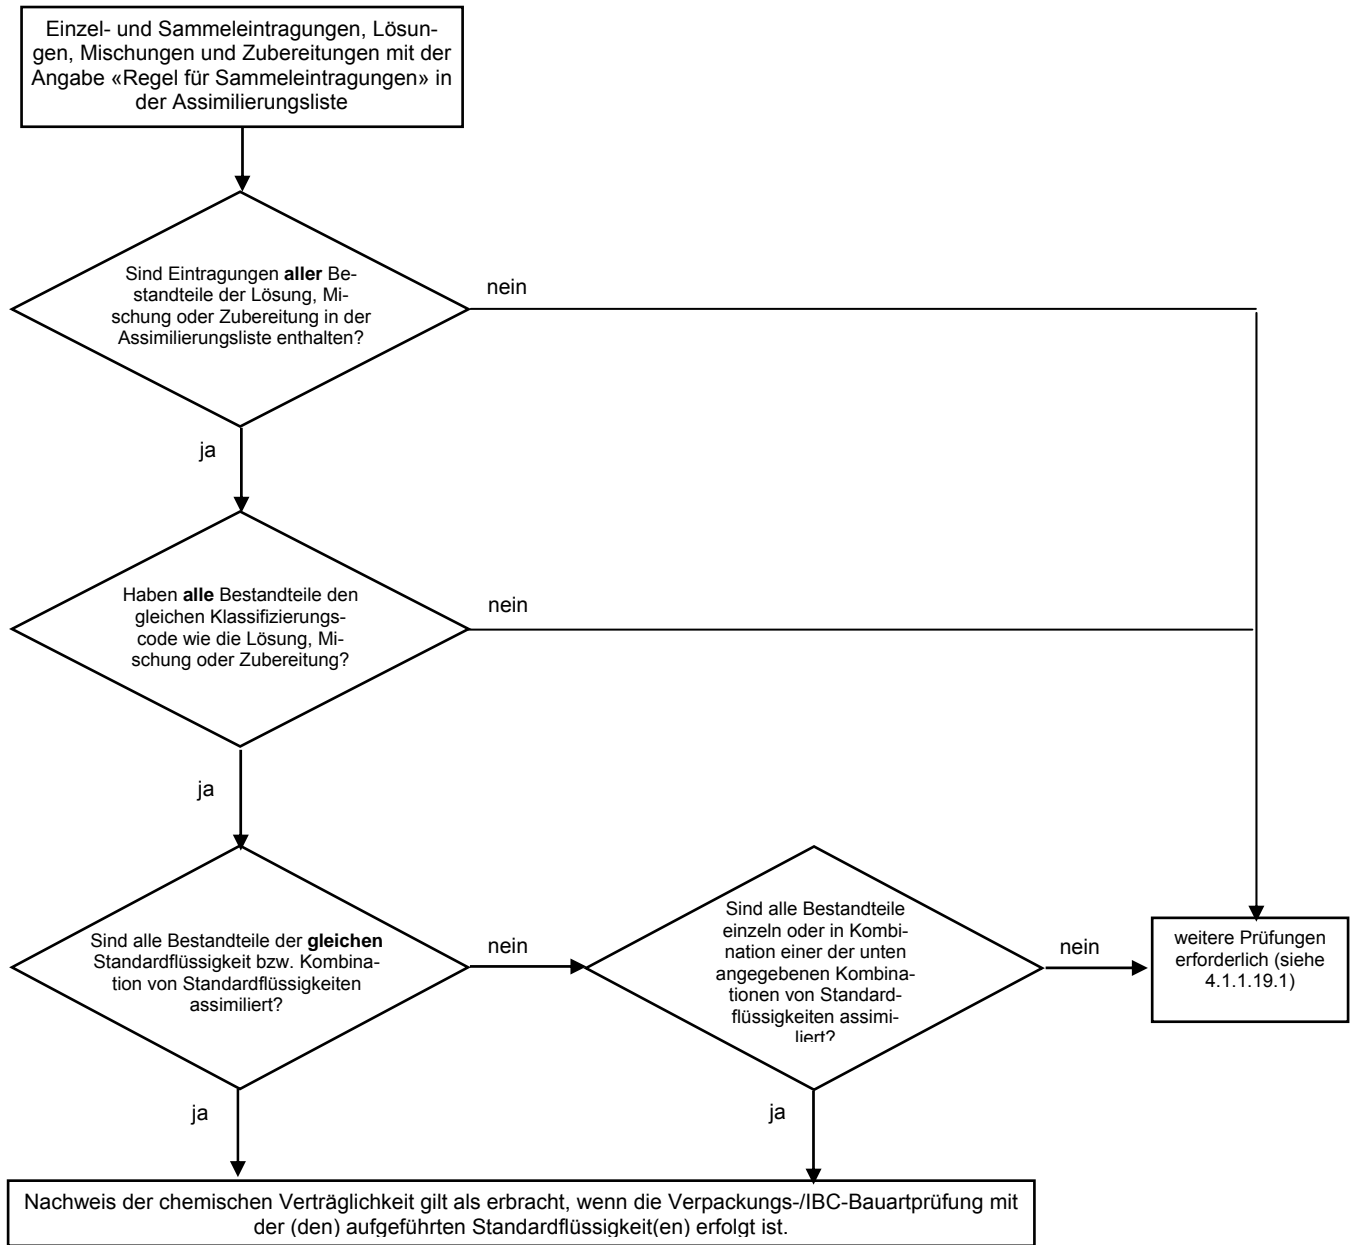 Einzel- und Sammeleintragungen, Lösun-
gen, Mischungen und Zubereitungen mit der
Angabe «Regel für Sammeleintragungen» in
der Assimilierungsliste
Sind Eintragungen aller Be-
standteile der Lösung, Mi-
schung oder Zubereitung in der
Assimilierungsliste enthalten?
nein
ja
Haben alle Bestandteile den
gleichen Klassifizierungs-
code wie die Lösung, Mi-
schung oder Zubereitung?
nein
ja
Sind alle Bestandteile der gleichen
Standardflüssigkeit bzw. Kombina-
tion von Standardflüssigkeiten
assimiliert?
nein
Sind alle Bestandteile
einzeln oder in Kombi-
nation einer der unten
angegebenen Kombina-
tionen von Standard-
flüssigkeiten assimi-
liert?
nein
weitere Prüfungen
erforderlich (siehe
4.1.1.19.1)
ja
ja
Nachweis der chemischen Verträglichkeit gilt als erbracht, wenn die Verpackungs-/IBC-Bauartprüfung mit
der (den) aufgeführten Standardflüssigkeit(en) erfolgt ist.